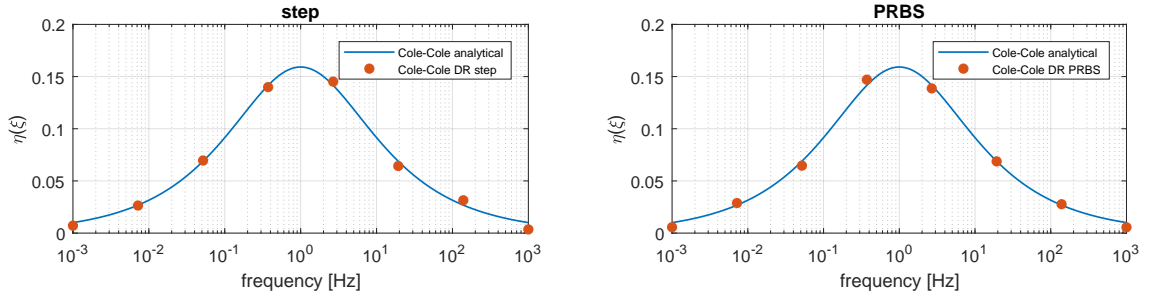 step
0.2
0.15
0.1
0.05
0
η(ξ)
Cole-Cole analytical
Cole-Cole DR step
10^-3 10^-2 10^-1 10^0 10^1 10^2 10^3
frequency [Hz]
PRBS
0.2
0.15
0.1
0.05
0
η(ξ)
Cole-Cole analytical
Cole-Cole DR PRBS
10^-3 10^-2 10^-1 10^0 10^1 10^2 10^3
frequency [Hz]